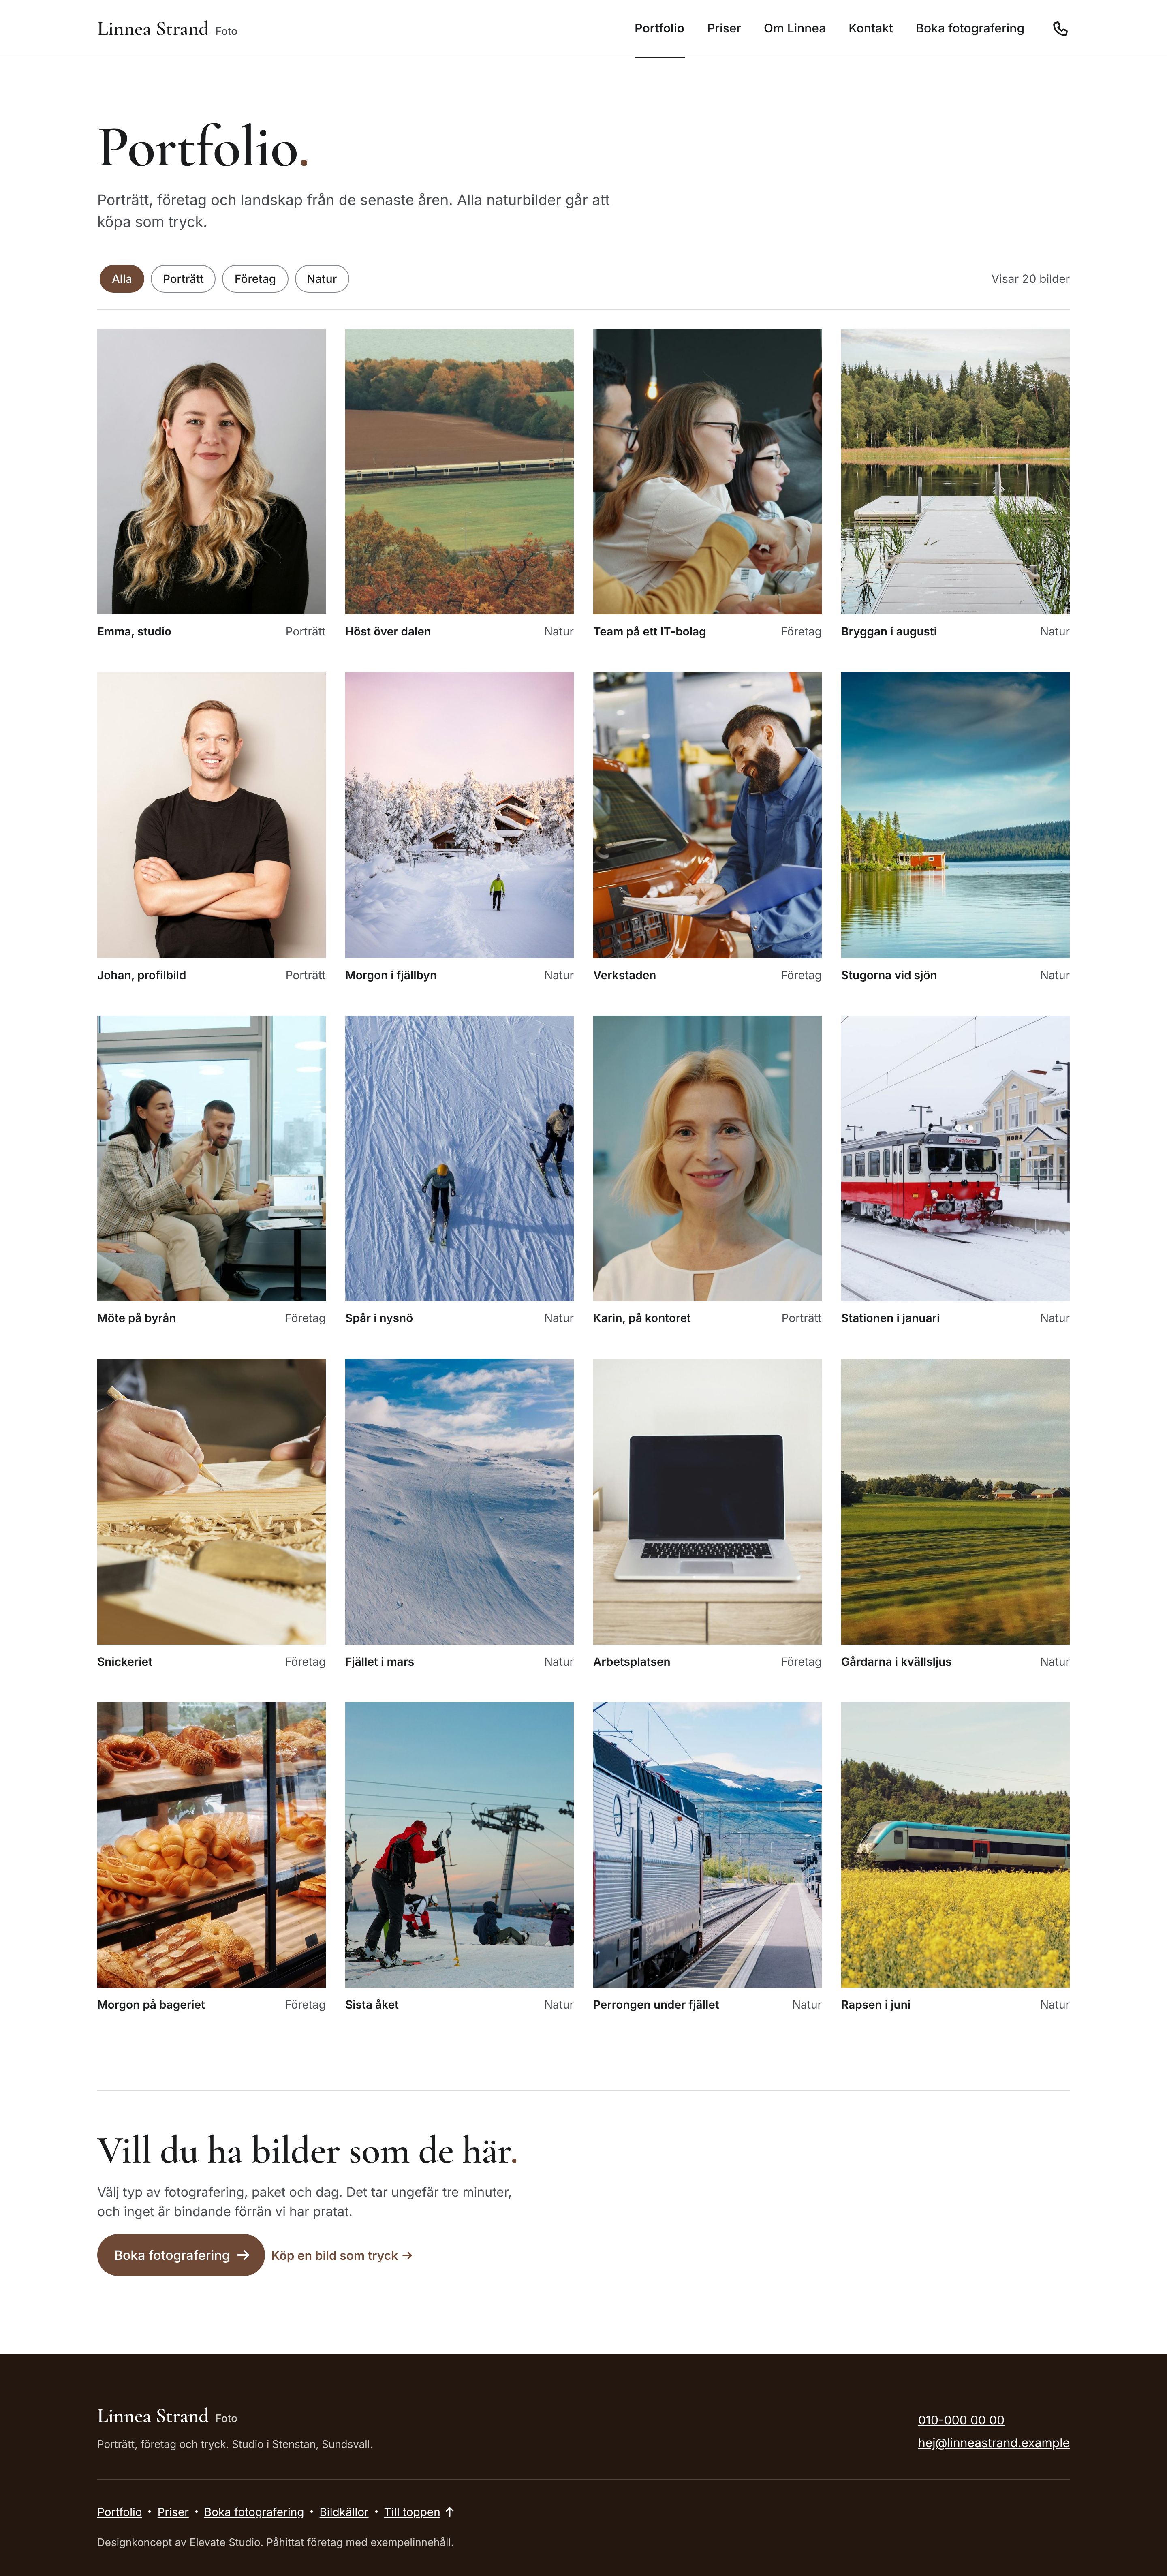 Linnea Strand Foto
Portfolio Priser Om Linnea Kontakt Boka fotografering
Portfolio.
Porträtt, företag och landskap från de senaste åren. Alla naturbilder går att
köpa som tryck.
Alla Porträtt Företag Natur Visar 20 bilder
Emma, studio Porträtt Höst över dalen Natur Team på ett IT-bolag Företag Bryggan i augusti Natur
Johan, profilbild Porträtt Morgon i fjällbyn Natur Verkstaden Företag Stugorna vid sjön Natur
Möte på byrån Företag Spår i nysnö Natur Karin, på kontoret Porträtt Stationen i januari Natur
Snickeriet Företag Fjället i mars Natur Arbetsplatsen Företag Gårdarna i kvällsljus Natur
Morgon på bageriet Företag Sista åket Natur Perrongen under fjället Natur Rapsen i juni Natur
Vill du ha bilder som de här.
Välj typ av fotografering, paket och dag. Det tar ungefär tre minuter,
och inget är bindande förrän vi har pratat.
Boka fotografering → Köp en bild som tryck →
Linnea Strand Foto
010-000 00 00
Porträtt, företag och tryck. Studio i Stenstan, Sundsvall.
hej@linneastrand.example
Portfolio • Priser • Boka fotografering • Bildkällor • Till toppen ↑
Designkoncept av Elevate Studio. Påhittat företag med exempelinnehåll.